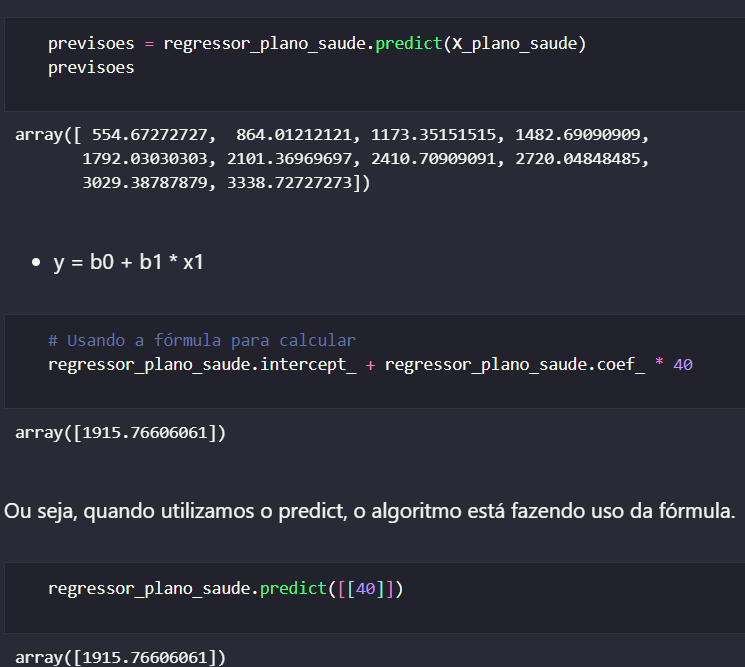 previsoes = regressor_plano_saude.predict(X_plano_saude)
previsoes
array([ 554.67272727,  864.01212121, 1173.35151515, 1482.69090909,
       1792.03030303, 2101.36969697, 2410.70909091, 2720.04848485,
       3029.38787879, 3338.72727273])
• y = b0 + b1 * x1
# Usando a fórmula para calcular
regressor_plano_saude.intercept_ + regressor_plano_saude.coef_ * 40
array([1915.76606061])
Ou seja, quando utilizamos o predict, o algoritmo está fazendo uso da fórmula.
regressor_plano_saude.predict([[40]])
array([1915.76606061])